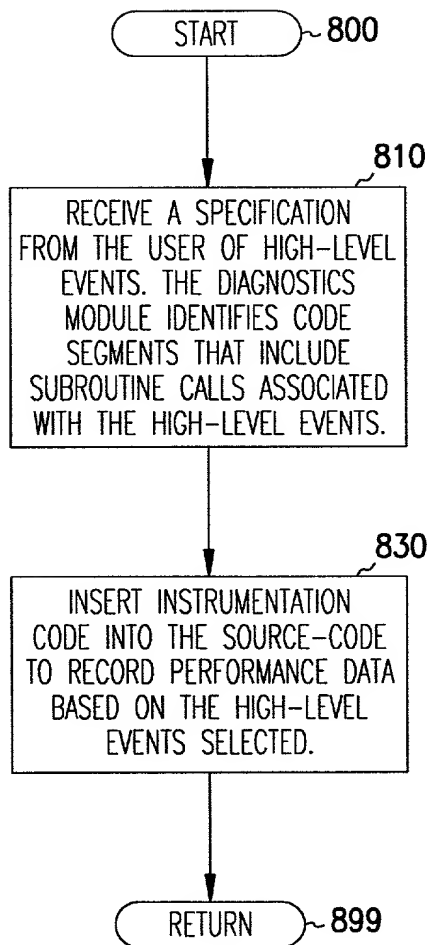 START
800
810
RECEIVE A SPECIFICATION
FROM THE USER OF HIGH-LEVEL
EVENTS. THE DIAGNOSTICS
MODULE IDENTIFIES CODE
SEGMENTS THAT INCLUDE
SUBROUTINE CALLS ASSOCIATED
WITH THE HIGH-LEVEL EVENTS.
830
INSERT INSTRUMENTATION
CODE INTO THE SOURCE-CODE
TO RECORD PERFORMANCE DATA
BASED ON THE HIGH-LEVEL
EVENTS SELECTED.
RETURN
899